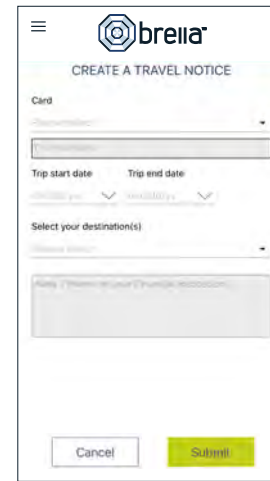 brella
CREATE A TRAVEL NOTICE
Card
Trip start date Trip end date
Select your destination(s)
Cancel Submit